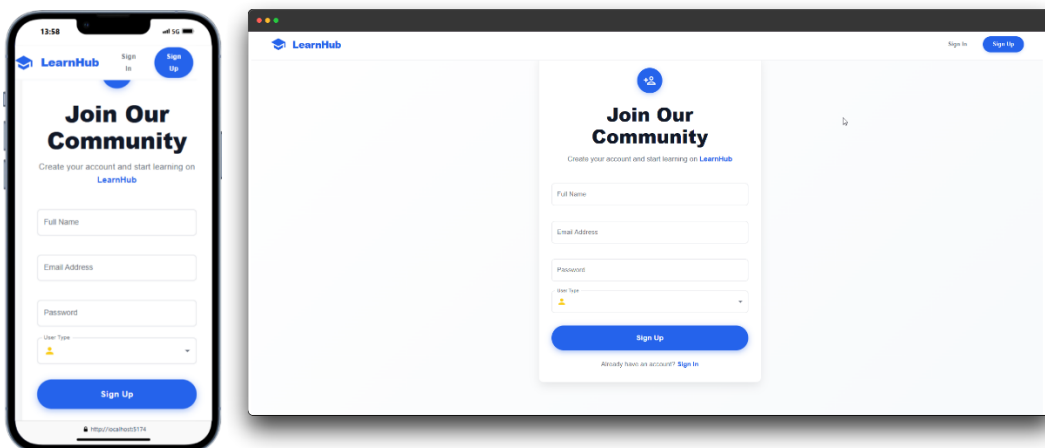 13:58
5G
LearnHub
Sign
In
Sign
Up
Join Our
Community
Create your account and start learning on
LearnHub
Full Name
Email Address
Password
User Type
Sign Up
http://localhost:5174
LearnHub
Sign In
Sign Up
Join Our
Community
Create your account and start learning on LearnHub
Full Name
Email Address
Password
User Type
Sign Up
Already have an account? Sign In